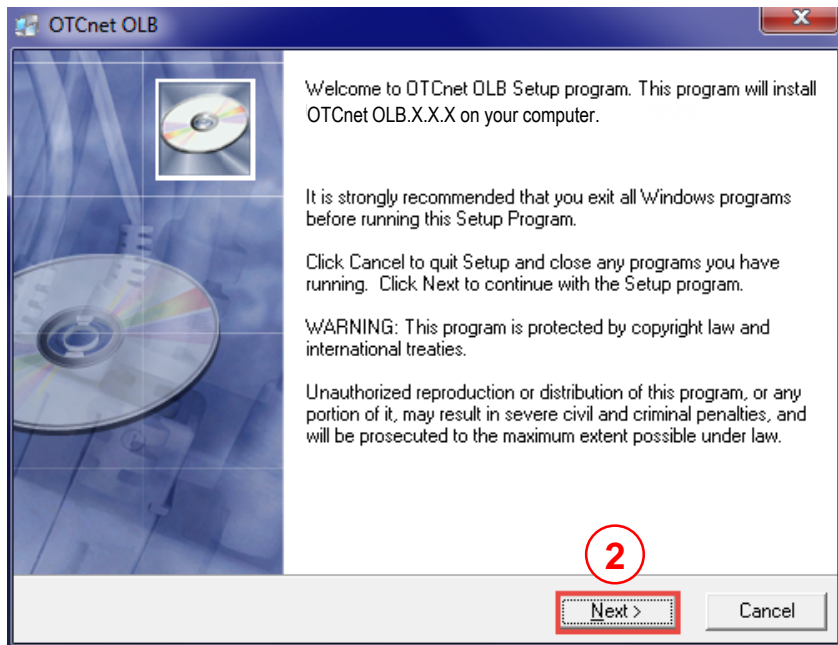 OTCnet OLB
Welcome to OTCnet OLB Setup program. This program will install
OTCnet OLB.X.X.X on your computer.
It is strongly recommended that you exit all Windows programs
before running this Setup Program.
Click Cancel to quit Setup and close any programs you have
running. Click Next to continue with the Setup program.
WARNING: This program is protected by copyright law and
international treaties.
Unauthorized reproduction or distribution of this program, or any
portion of it, may result in severe civil and criminal penalties, and
will be prosecuted to the maximum extent possible under law.
2
Next >
Cancel